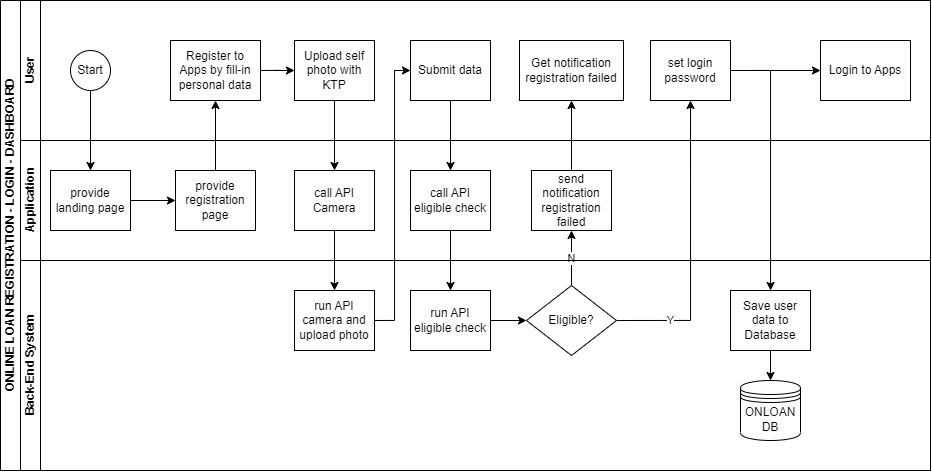 ONLINE LOAN REGISTRATION - LOGIN - DASHBOARD
User
Start
Register to
Apps by fill-in
personal data
Upload self
photo with
KTP
Submit data
Get notification
registration failed
set login
password
Login to Apps
Application
provide
landing page
provide
registration
page
call API
Camera
call API
eligible check
send
notification
registration
failed
Back-End System
run API
camera and
upload photo
run API
eligible check
Eligible?
N
Y
Save user
data to
Database
ONLOAN
DB